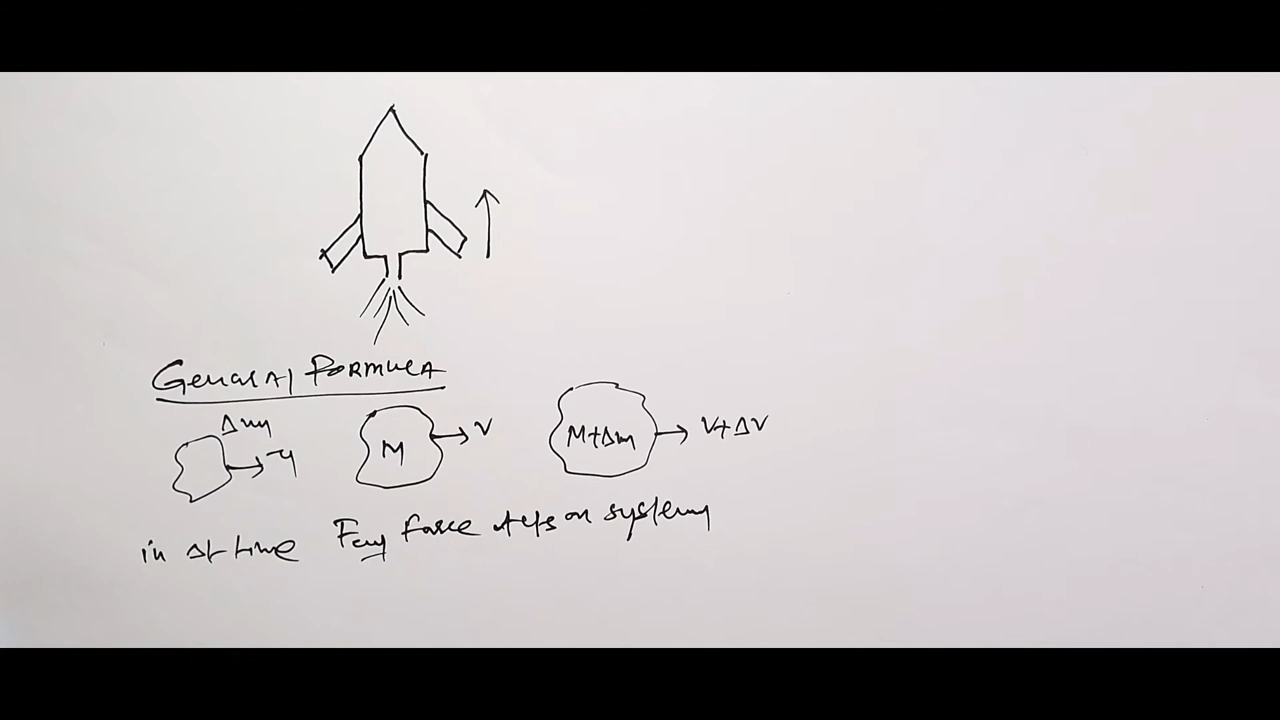 General Formula
Δm
M → v
M+Δm → v+Δv
in Δt time Fext force acts on system